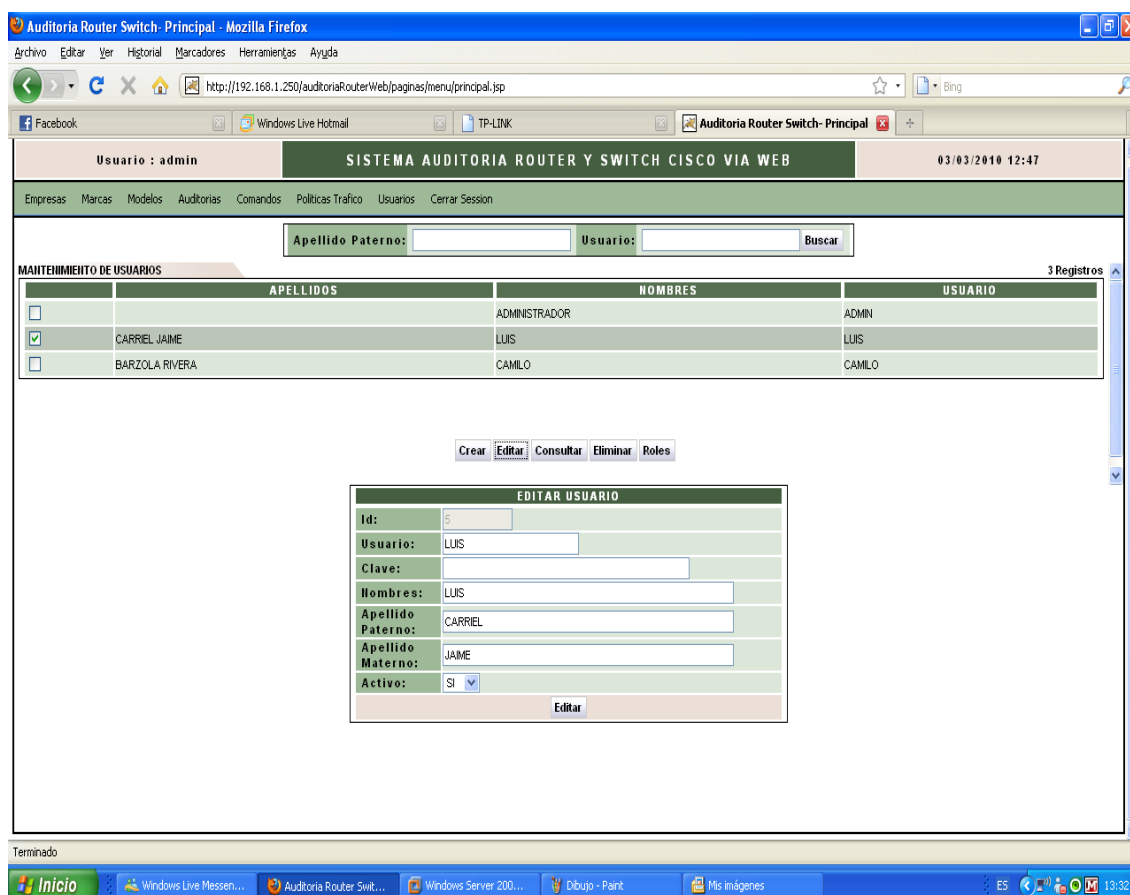 Auditoria Router Switch- Principal - Mozilla Firefox
Archivo Editar Ver Historial Marcadores Herramientas Ayuda
http://192.168.1.250/auditoriaRouterWeb/paginas/menu/principal.jsp Bing
Facebook Windows Live Hotmail TP-LINK Auditoria Router Switch- Principal
Usuario : admin SISTEMA AUDITORIA ROUTER Y SWITCH CISCO VIA WEB 03/03/2010 12:47
Empresas Marcas Modelos Auditorias Comandos Politicas Trafico Usuarios Cerrar Session
Apellido Paterno: Usuario: Buscar
MANTENIMIENTO DE USUARIOS 3 Registros
APELLIDOS NOMBRES USUARIO
ADMINISTRADOR ADMIN
CARRIEL JAIME LUIS LUIS
BARZOLA RIVERA CAMILO CAMILO
Crear Editar Consultar Eliminar Roles
EDITAR USUARIO
Id: 5
Usuario: LUIS
Clave:
Nombres: LUIS
Apellido
Paterno: CARRIEL
Apellido
Materno: JAIME
Activo: SI
Editar
Terminado
Inicio Windows Live Messen... Auditoria Router Swit... Windows Server 200... Dibujo - Paint Mis imágenes ES 13:32